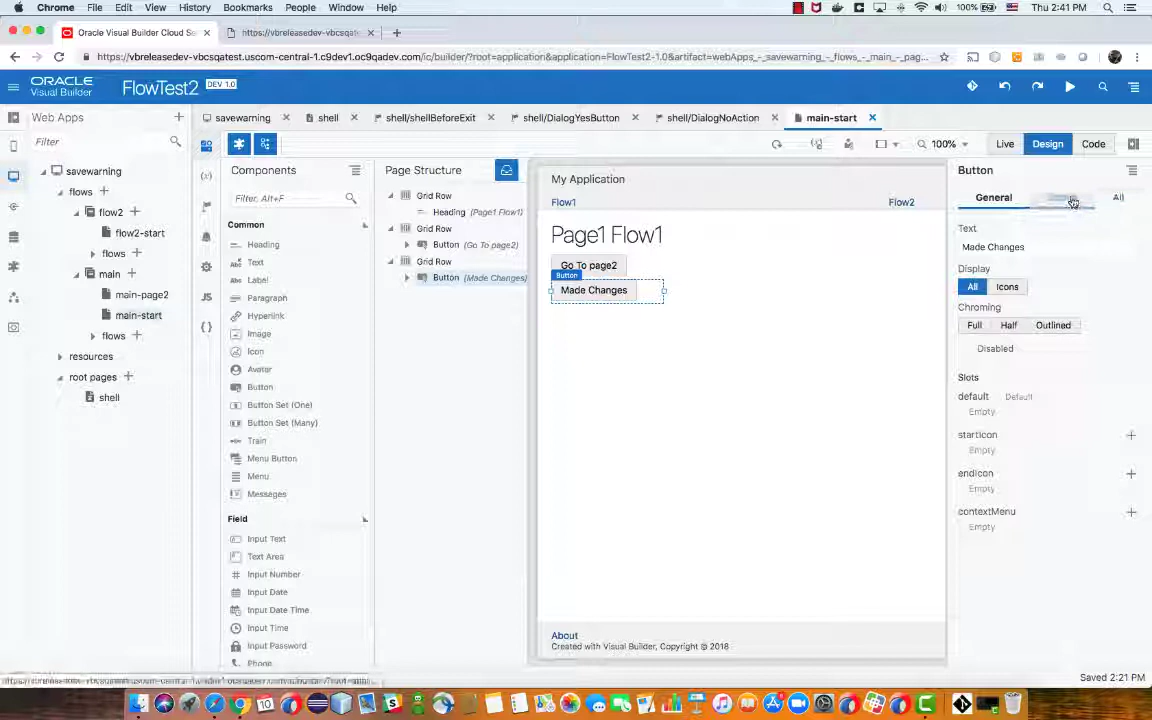 Chrome File Edit View History Bookmarks People Window Help 100% Thu 2:41 PM
Oracle Visual Builder Cloud Se × https://vbreleasedev-vbcsqate × +
https://vbreleasedev-vbcsqatest.uscom-central-1.c9dev1.oc9qadev.com/ic/builder/?root=application&application=FlowTest2-1.0&artifact=webApps_-_savewarning_-_flows_-_main_-_pag...
ORACLE
Visual Builder
FlowTest2 DEV 1.0
Web Apps +
savewarning × shell × shell/shellBeforeExit × shell/DialogYesButton × shell/DialogNoAction × main-start ×
Filter
100% Live Design Code
savewarning
flows +
flow2 +
flow2-start
flows +
main +
main-page2
main-start
flows +
resources
root pages +
shell
(x)
JS
{ }
Components
Filter, Alt+F
Common
Heading
Text
Label
Paragraph
Hyperlink
Image
Icon
Avatar
Button
Button Set (One)
Button Set (Many)
Train
Menu Button
Menu
Messages
Field
Input Text
Text Area
Input Number
Input Date
Input Date Time
Input Time
Input Password
Phone
Page Structure
Grid Row
Heading (Page1 Flow1)
Grid Row
Button (Go To page2)
Grid Row
Button (Made Changes)
My Application
Flow1 Flow2
Page1 Flow1
Go To page2
Button
Made Changes
About
Created with Visual Builder, Copyright © 2018
Button
General All
Text
Made Changes
Display
All Icons
Chroming
Full Half Outlined
Disabled
Slots
default Default
Empty
startIcon +
Empty
endIcon +
Empty
contextMenu +
Empty
Saved 2:21 PM